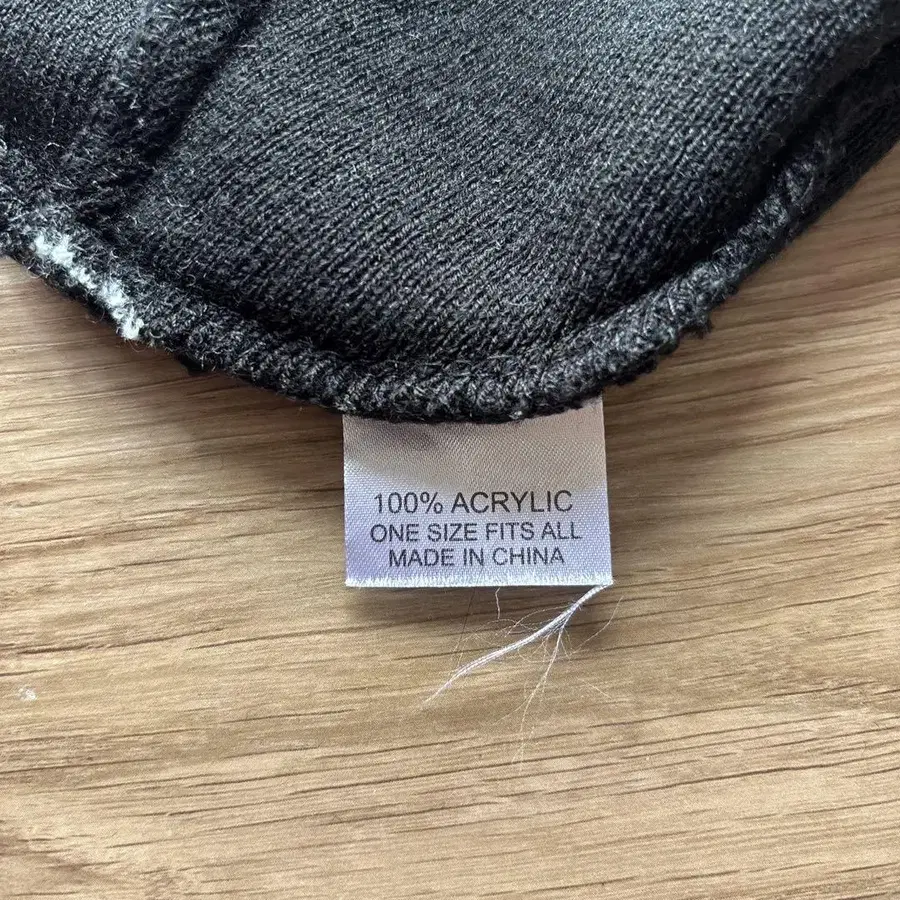 100% ACRYLIC
ONE SIZE FITS ALL
MADE IN CHINA